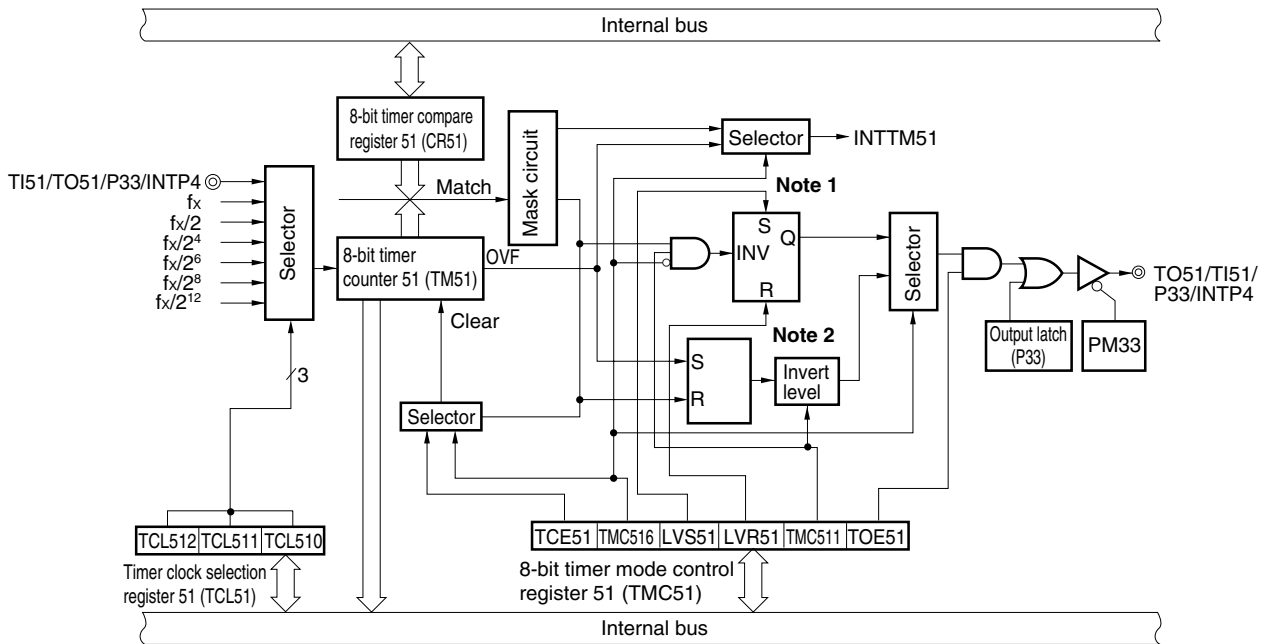 Internal bus
8-bit timer compare
register 51 (CR51)
Mask circuit
Selector
INTTM51
TI51/TO51/P33/INTP4
fx
fx/2
fx/2⁴
fx/2⁶
fx/2⁸
fx/2¹²
Selector
Match
Note 1
8-bit timer
counter 51 (TM51)
OVF
S
INV
Q
R
Selector
TO51/TI51/
P33/INTP4
Clear
Note 2
Output latch
(P33)
PM33
3
S
R
Invert
level
Selector
TCL512 TCL511 TCL510
Timer clock selection
register 51 (TCL51)
TCE51 TMC516 LVS51 LVR51 TMC511 TOE51
8-bit timer mode control
register 51 (TMC51)
Internal bus